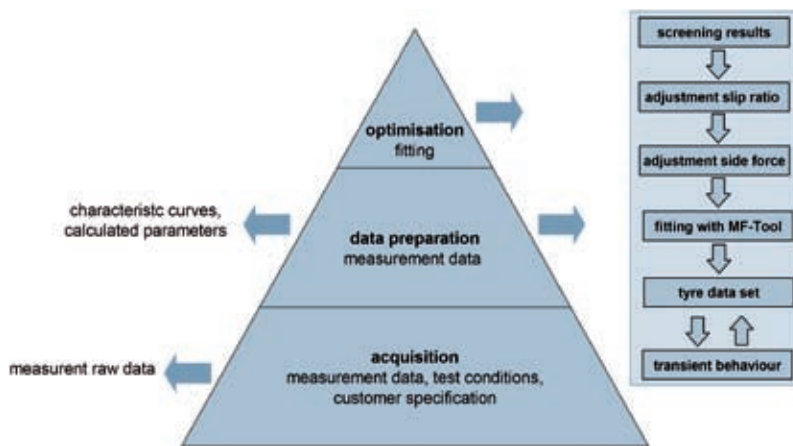 optimisation
fitting
characteristc curves,
calculated parameters
data preparation
measurement data
measurent raw data
acquisition
measurement data, test conditions,
customer specification
screening results
adjustment slip ratio
adjustment side force
fitting with MF-Tool
tyre data set
transient behaviour